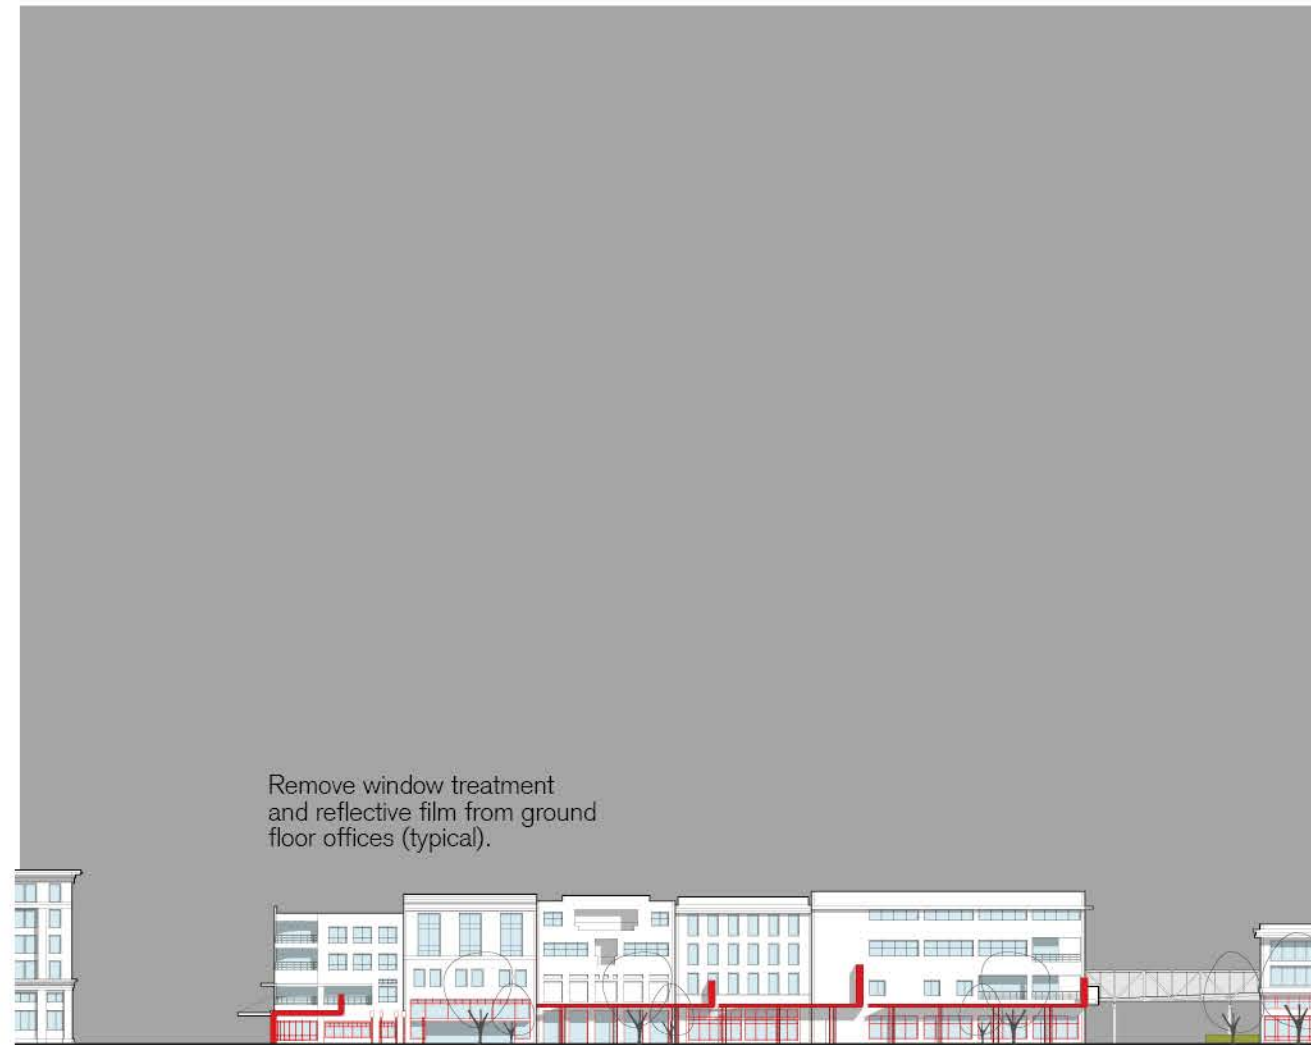 Remove window treatment
and reflective film from ground
floor offices (typical).